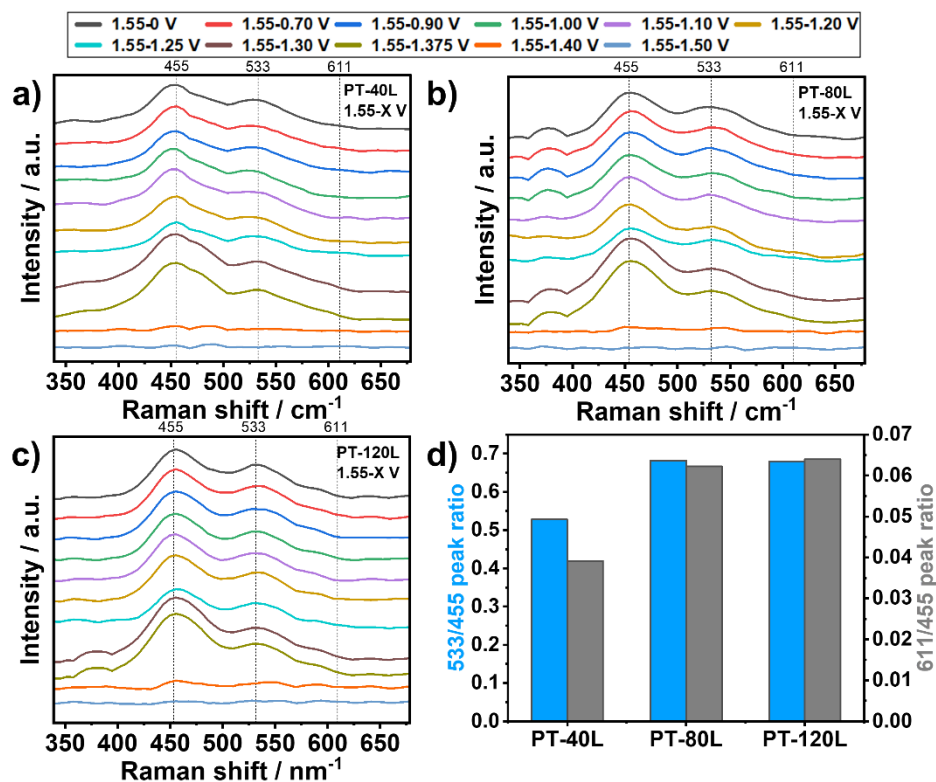 1.55-0 V 1.55-0.70 V 1.55-0.90 V 1.55-1.00 V 1.55-1.10 V 1.55-1.20 V
1.55-1.25 V 1.55-1.30 V 1.55-1.375 V 1.55-1.40 V 1.55-1.50 V
a)
455 533 611
PT-40L
1.55-X V
Intensity / a.u.
350 400 450 500 550 600 650
Raman shift / cm⁻¹
b)
455 533 611
PT-80L
1.55-X V
Intensity / a.u.
350 400 450 500 550 600 650
Raman shift / cm⁻¹
c)
455 533 611
PT-120L
1.55-X V
Intensity / a.u.
350 400 450 500 550 600 650
Raman shift / nm⁻¹
d)
533/455 peak ratio
0.7
0.6
0.5
0.4
0.3
0.2
0.1
0.0
0.07
0.06
0.05
0.04
0.03
0.02
0.01
0.00
611/455 peak ratio
PT-40L PT-80L PT-120L